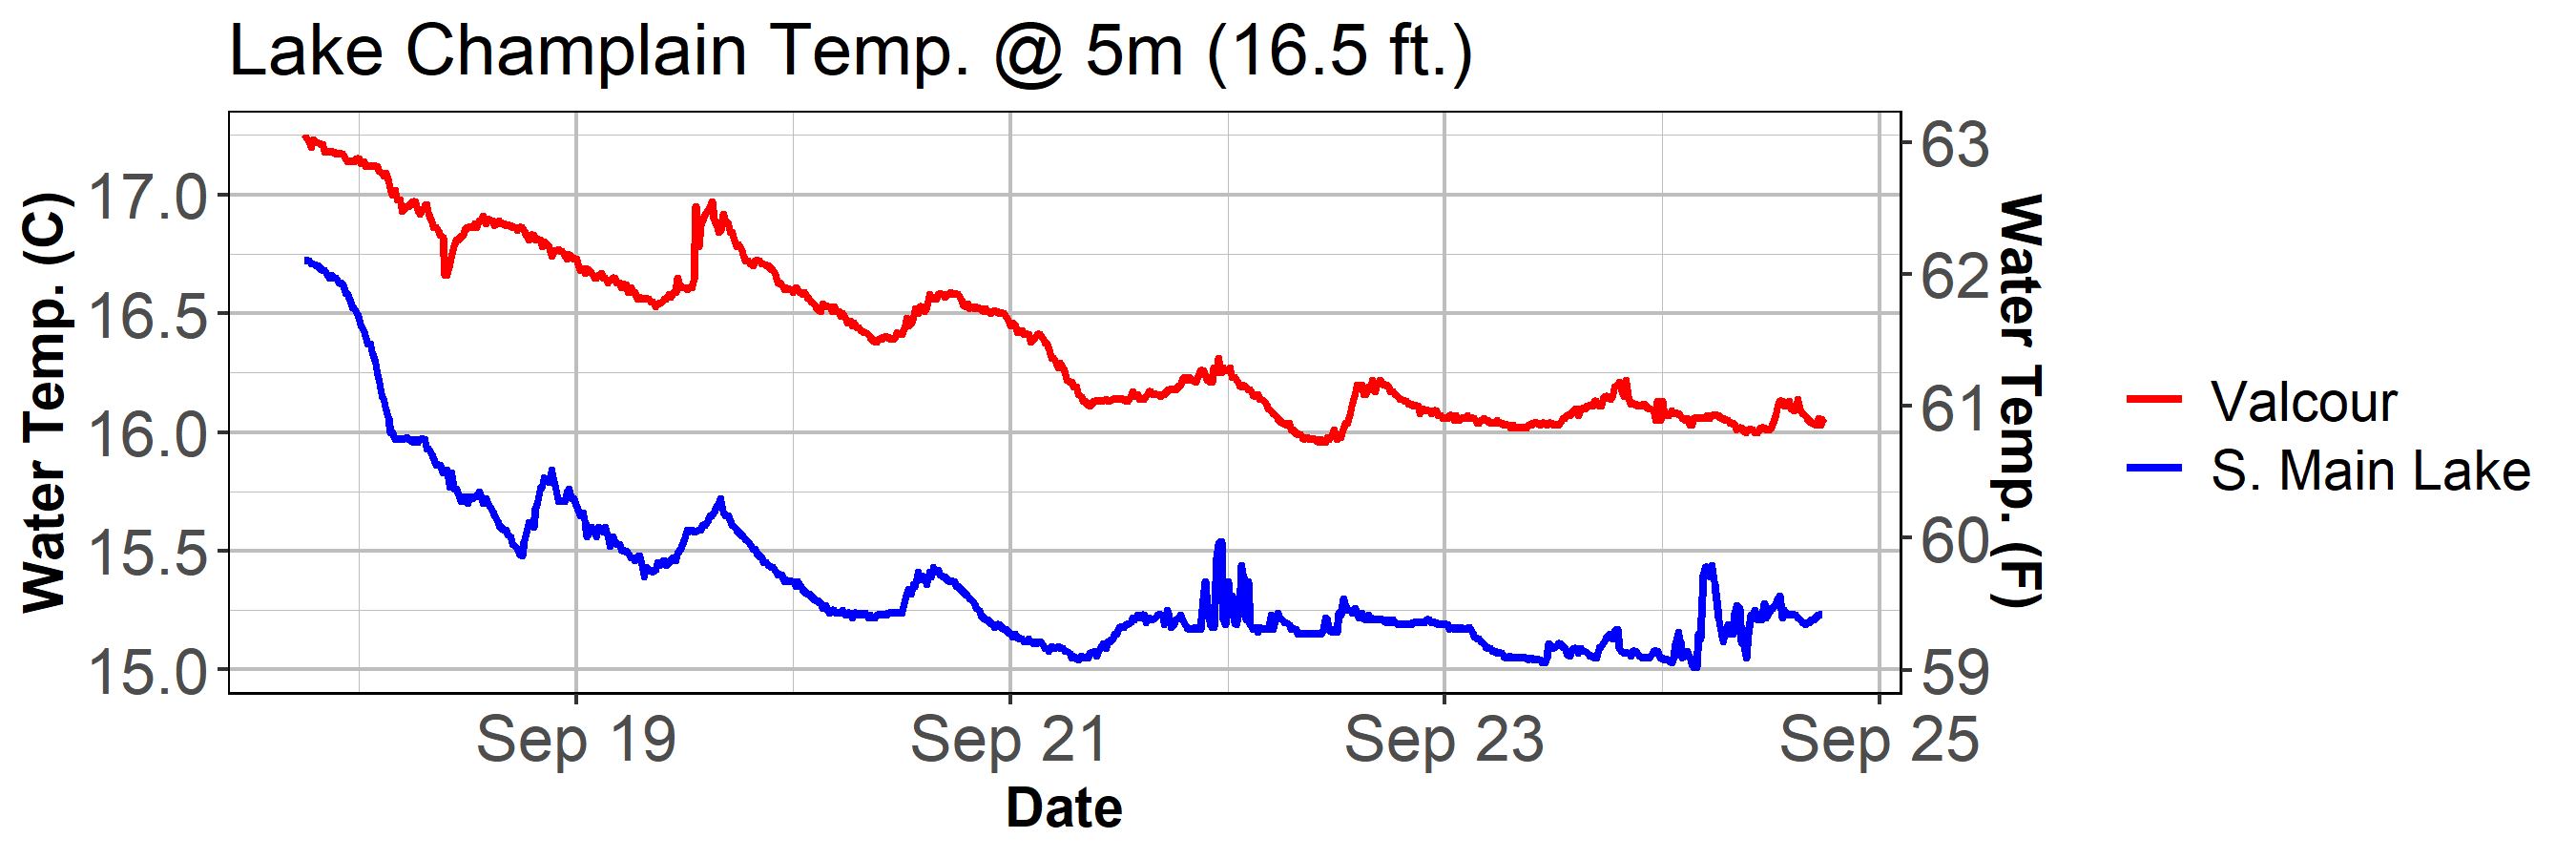 Lake Champlain Temp. @ 5m (16.5 ft.)
Water Temp. (C)
17.0
16.5
16.0
15.5
15.0
63
62
61
60
59
Water Temp. (F)
Sep 19
Sep 21
Sep 23
Sep 25
Date
Valcour
S. Main Lake